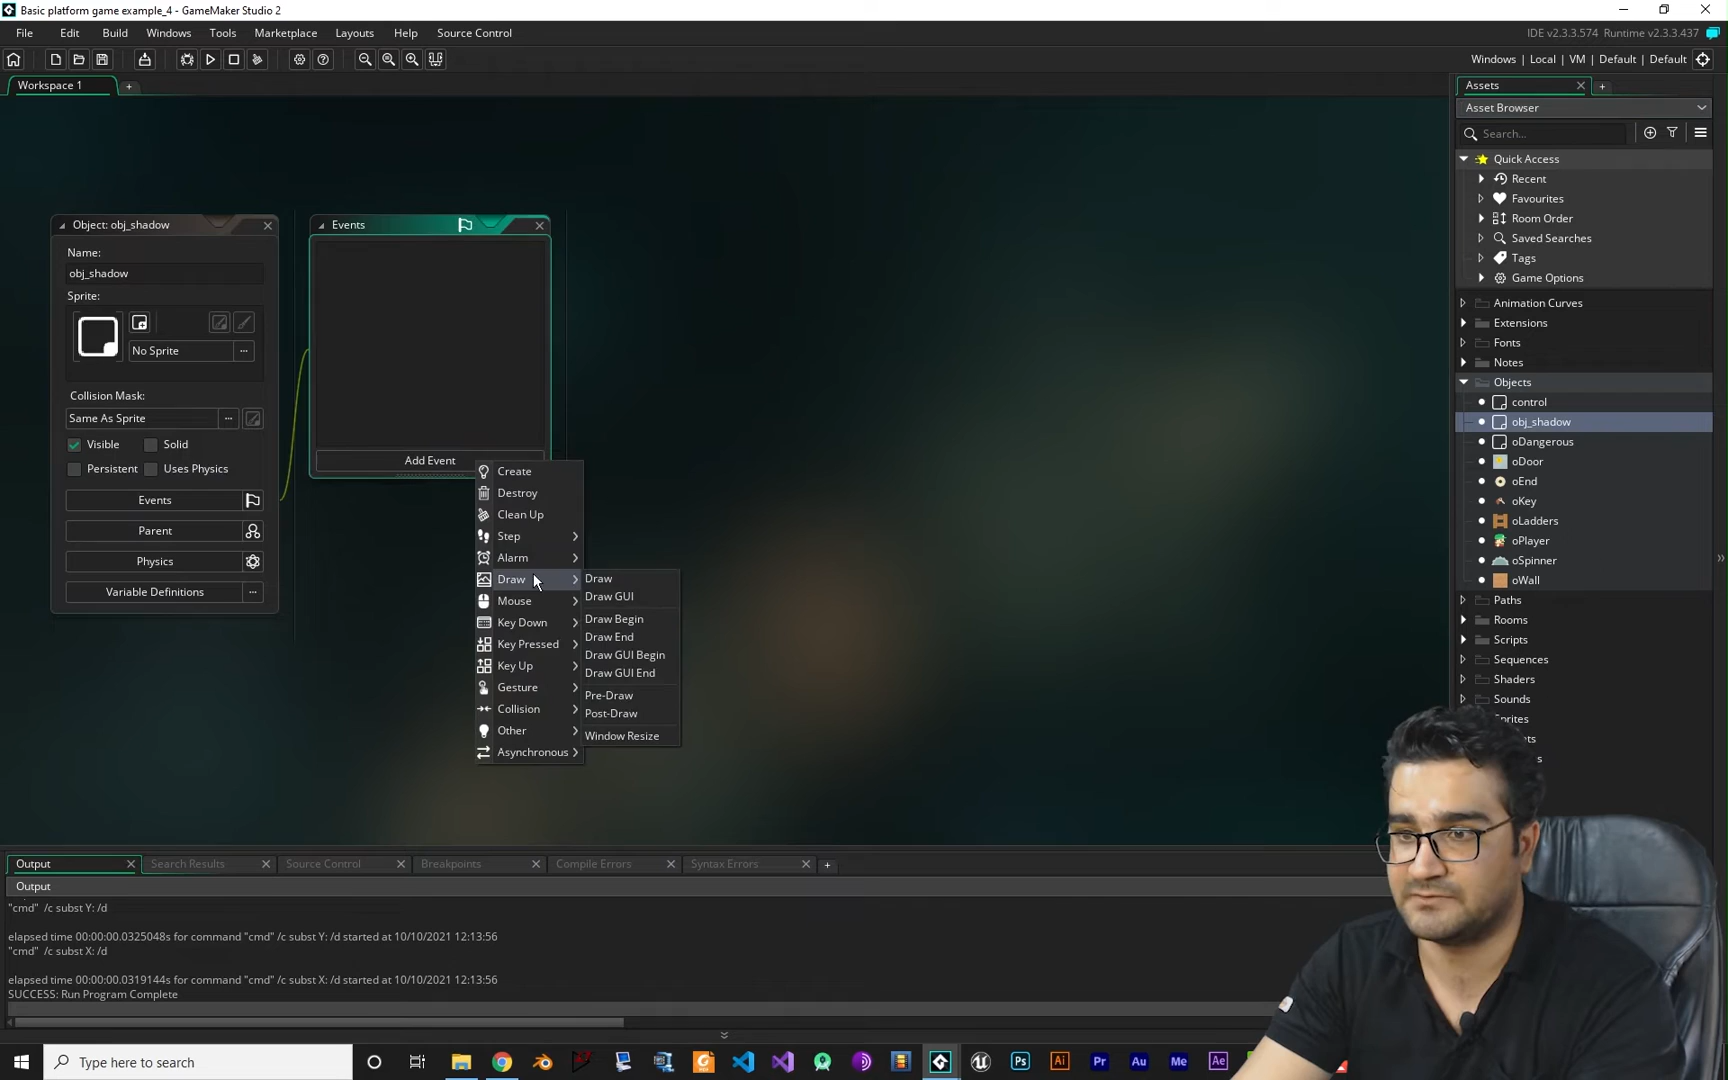 Basic platform game example_4 - GameMaker Studio 2
File Edit Build Windows Tools Marketplace Layouts Help Source Control
IDE v2.3.3.574 Runtime v2.3.3.437
Windows | Local | VM | Default | Default
Workspace 1
Assets
Asset Browser
Search...
Quick Access
Recent
Favourites
Room Order
Saved Searches
Tags
Game Options
Animation Curves
Extensions
Fonts
Notes
Objects
control
obj_shadow
oDangerous
oDoor
oEnd
oKey
oLadders
oPlayer
oSpinner
oWall
Paths
Rooms
Scripts
Sequences
Shaders
Sounds
Object: obj_shadow
Name:
obj_shadow
Sprite:
No Sprite
Collision Mask:
Same As Sprite
Visible Solid
Persistent Uses Physics
Events
Parent
Physics
Variable Definitions
Events
Add Event
Create
Destroy
Clean Up
Step
Alarm
Draw
Mouse
Key Down
Key Pressed
Key Up
Gesture
Collision
Other
Asynchronous
Draw
Draw GUI
Draw Begin
Draw End
Draw GUI Begin
Draw GUI End
Pre-Draw
Post-Draw
Window Resize
Output Search Results Source Control Breakpoints Compile Errors Syntax Errors
Output
"cmd" /c subst Y: /d
elapsed time 00:00:00.0325048s for command "cmd" /c subst Y: /d started at 10/10/2021 12:13:56
"cmd" /c subst X: /d
elapsed time 00:00:00.0319144s for command "cmd" /c subst X: /d started at 10/10/2021 12:13:56
SUCCESS: Run Program Complete
Type here to search
Ps Ai Pr Au Me Ae